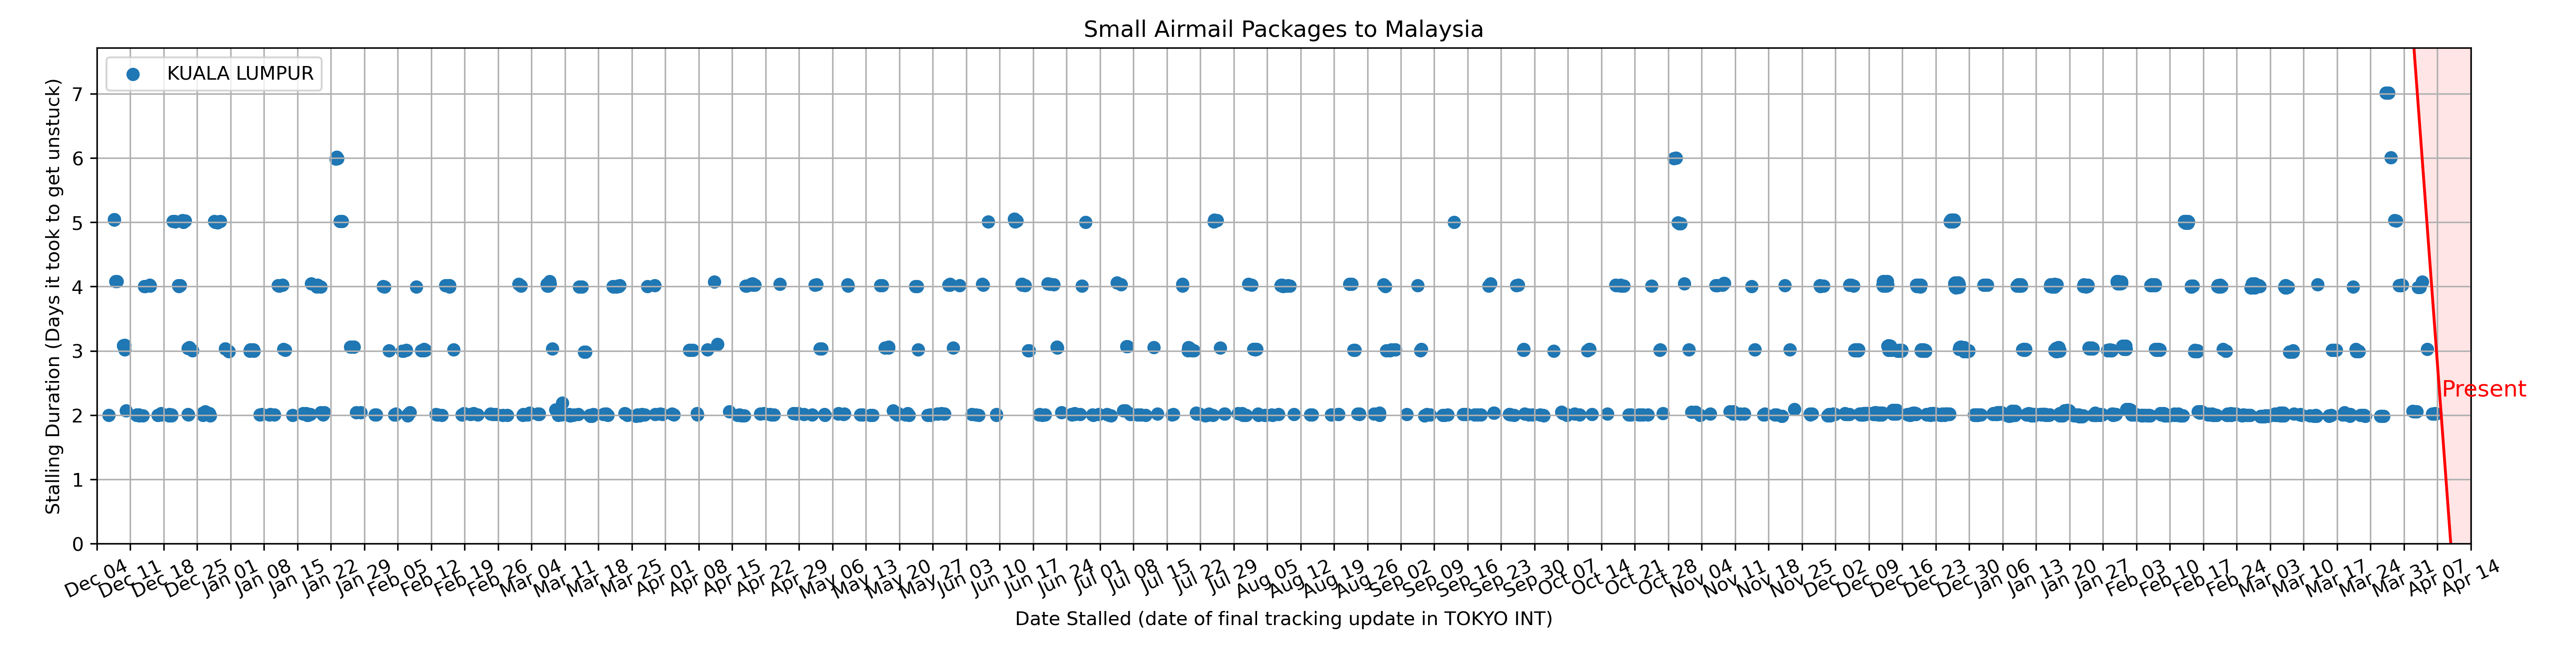 Small Airmail Packages to Malaysia
KUALA LUMPUR
Stalling Duration (Days it took to get unstuck)
7
6
5
4
3
2
1
0
Present
Dec 04
Dec 11
Dec 18
Dec 25
Jan 01
Jan 08
Jan 15
Jan 22
Jan 29
Feb 05
Feb 12
Feb 19
Feb 26
Mar 04
Mar 11
Mar 18
Mar 25
Apr 01
Apr 08
Apr 15
Apr 22
Apr 29
May 06
May 13
May 20
May 27
Jun 03
Jun 10
Jun 17
Jun 24
Jul 01
Jul 08
Jul 15
Jul 22
Jul 29
Aug 05
Aug 12
Aug 19
Aug 26
Sep 02
Sep 09
Sep 16
Sep 23
Sep 30
Oct 07
Oct 14
Oct 21
Oct 28
Nov 04
Nov 11
Nov 18
Nov 25
Dec 02
Dec 09
Dec 16
Dec 23
Dec 30
Jan 06
Jan 13
Jan 20
Jan 27
Feb 03
Feb 10
Feb 17
Feb 24
Mar 03
Mar 10
Mar 17
Mar 24
Mar 31
Apr 07
Apr 14
Date Stalled (date of final tracking update in TOKYO INT)